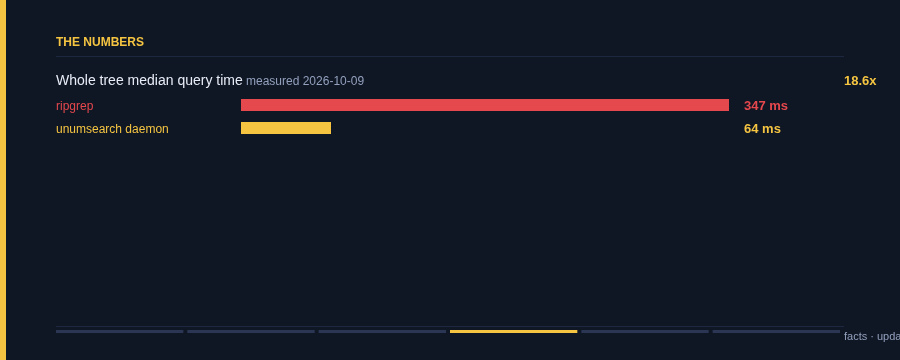 THE NUMBERS
Whole tree median query time measured 2026-10-09 18.6x
ripgrep 347 ms
unumsearch daemon 64 ms
facts · upda